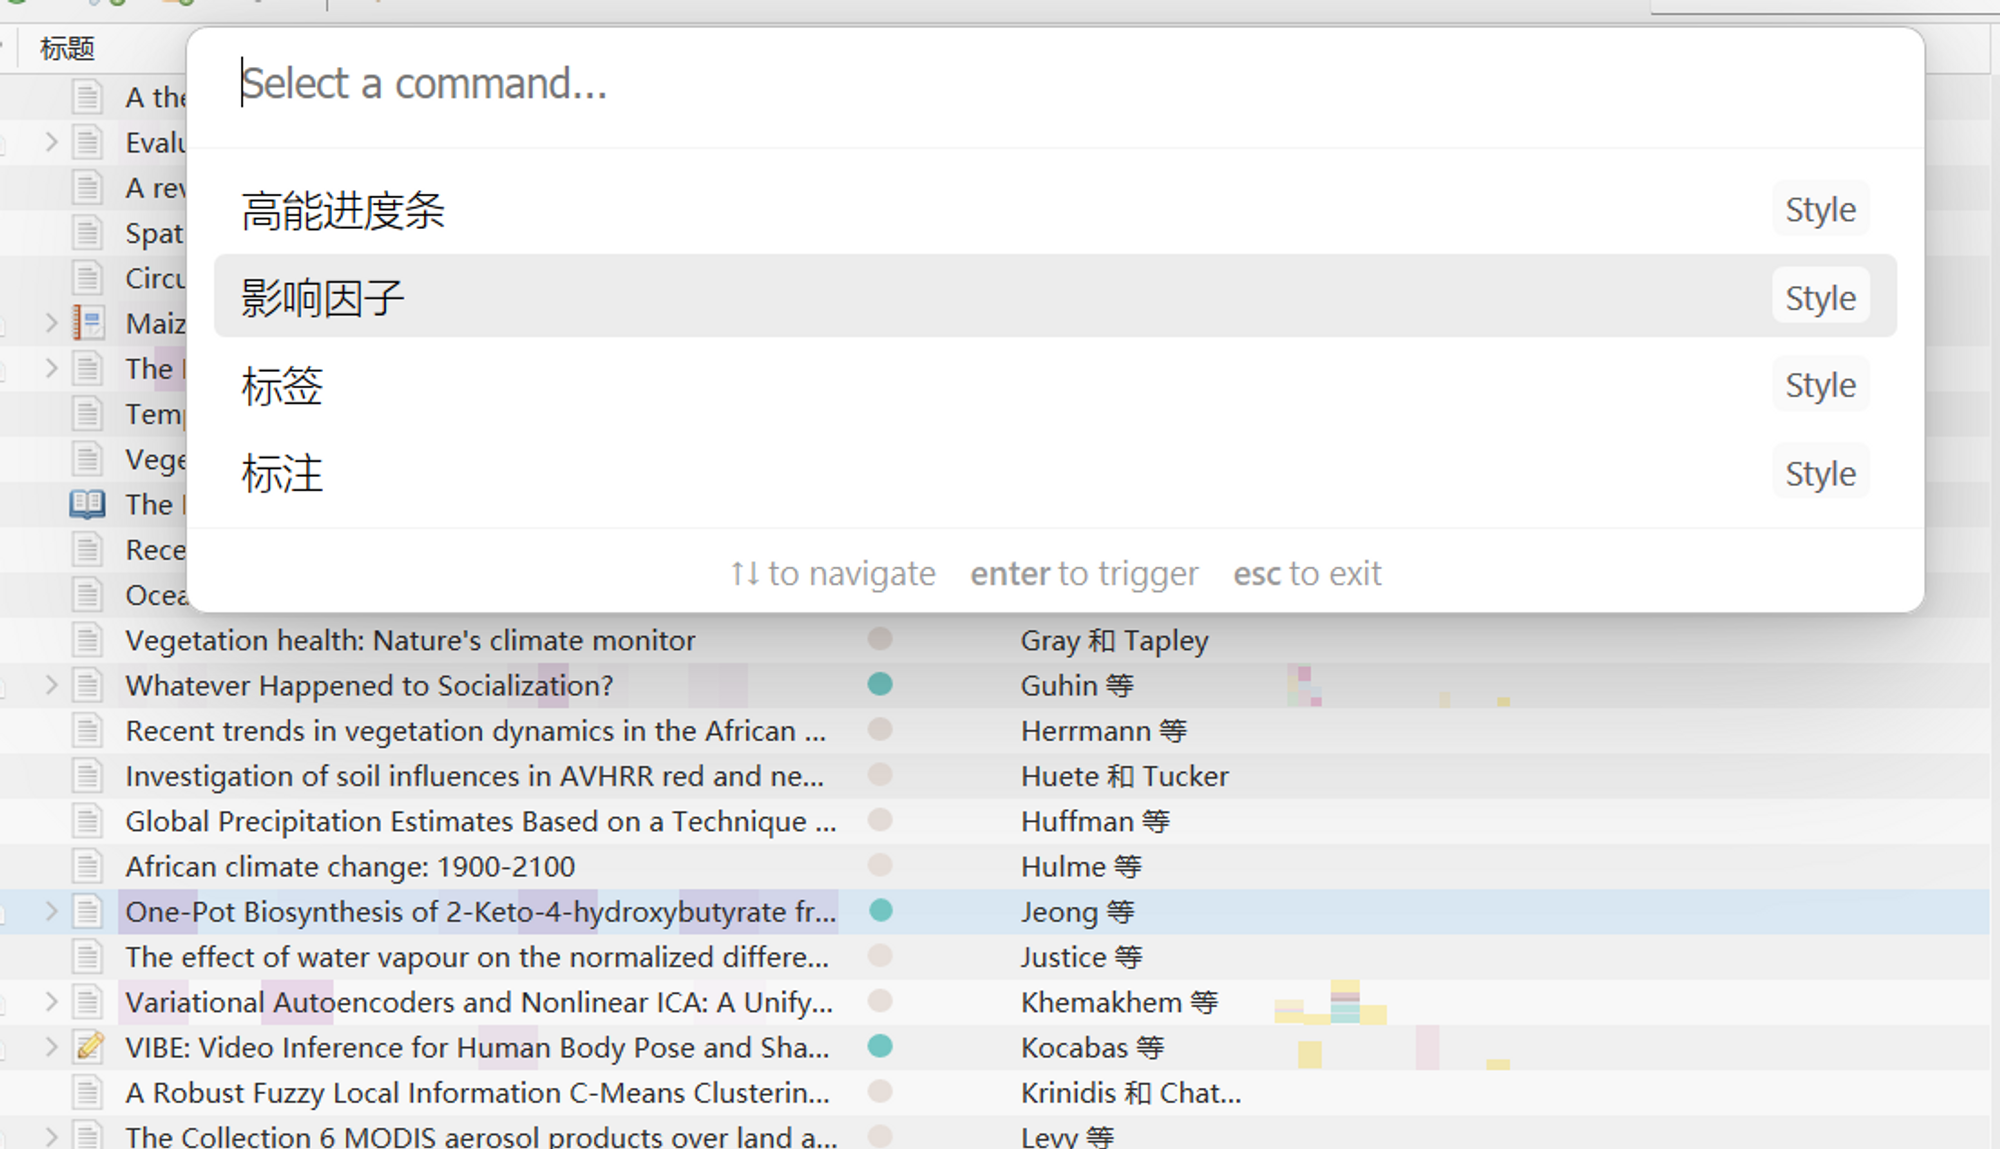 标题
Select a command...
高能进度条 Style
影响因子 Style
标签 Style
标注 Style
↑↓ to navigate enter to trigger esc to exit
A the
Evalu
A rev
Spat
Circu
Maiz
The
Temp
Vege
The
Rece
Ocea
Vegetation health: Nature's climate monitor Gray 和 Tapley
Whatever Happened to Socialization? Guhin 等
Recent trends in vegetation dynamics in the African ... Herrmann 等
Investigation of soil influences in AVHRR red and ne... Huete 和 Tucker
Global Precipitation Estimates Based on a Technique ... Huffman 等
African climate change: 1900-2100 Hulme 等
One-Pot Biosynthesis of 2-Keto-4-hydroxybutyrate fr... Jeong 等
The effect of water vapour on the normalized differe... Justice 等
Variational Autoencoders and Nonlinear ICA: A Unify... Khemakhem 等
VIBE: Video Inference for Human Body Pose and Sha... Kocabas 等
A Robust Fuzzy Local Information C-Means Clusterin... Krinidis 和 Chat...
The Collection 6 MODIS aerosol products over land a... Levy 等